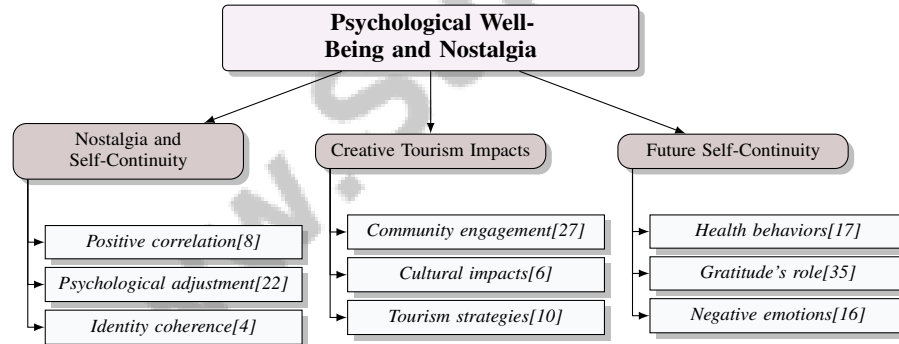 Psychological Well-
Being and Nostalgia
Nostalgia and
Self-Continuity
Positive correlation[8]
Psychological adjustment[22]
Identity coherence[4]
Creative Tourism Impacts
Community engagement[27]
Cultural impacts[6]
Tourism strategies[10]
Future Self-Continuity
Health behaviors[17]
Gratitude's role[35]
Negative emotions[16]